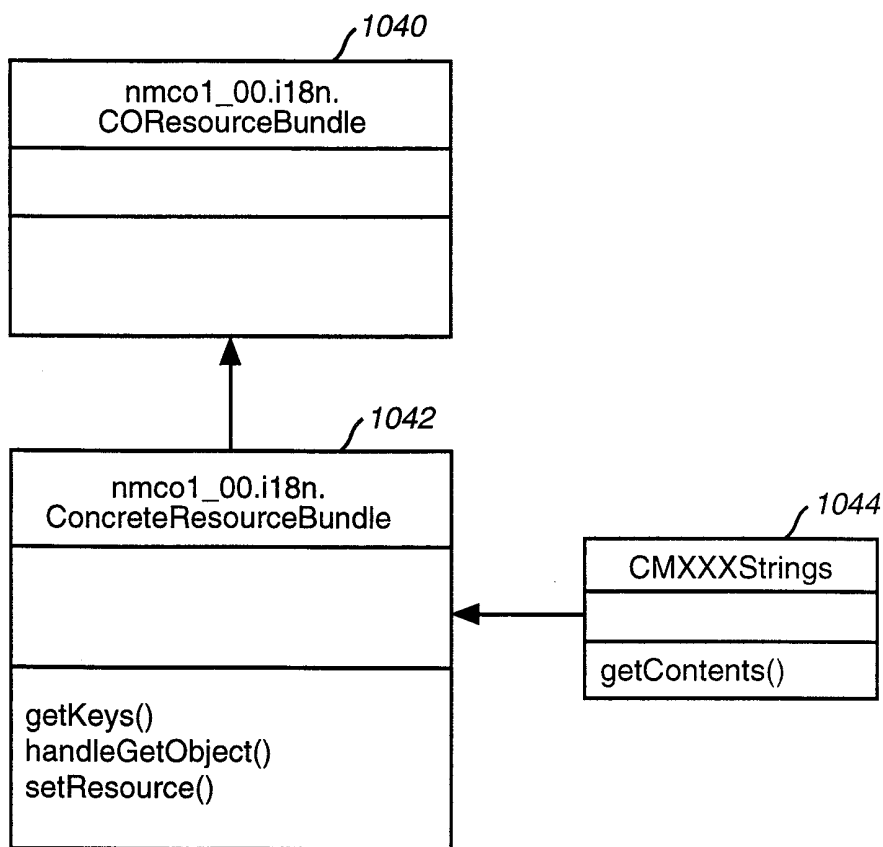 1040
nmco1_00.i18n.
COResourceBundle
1042
nmco1_00.i18n.
ConcreteResourceBundle
getKeys()
handleGetObject()
setResource()
1044
CMXXXStrings
getContents()